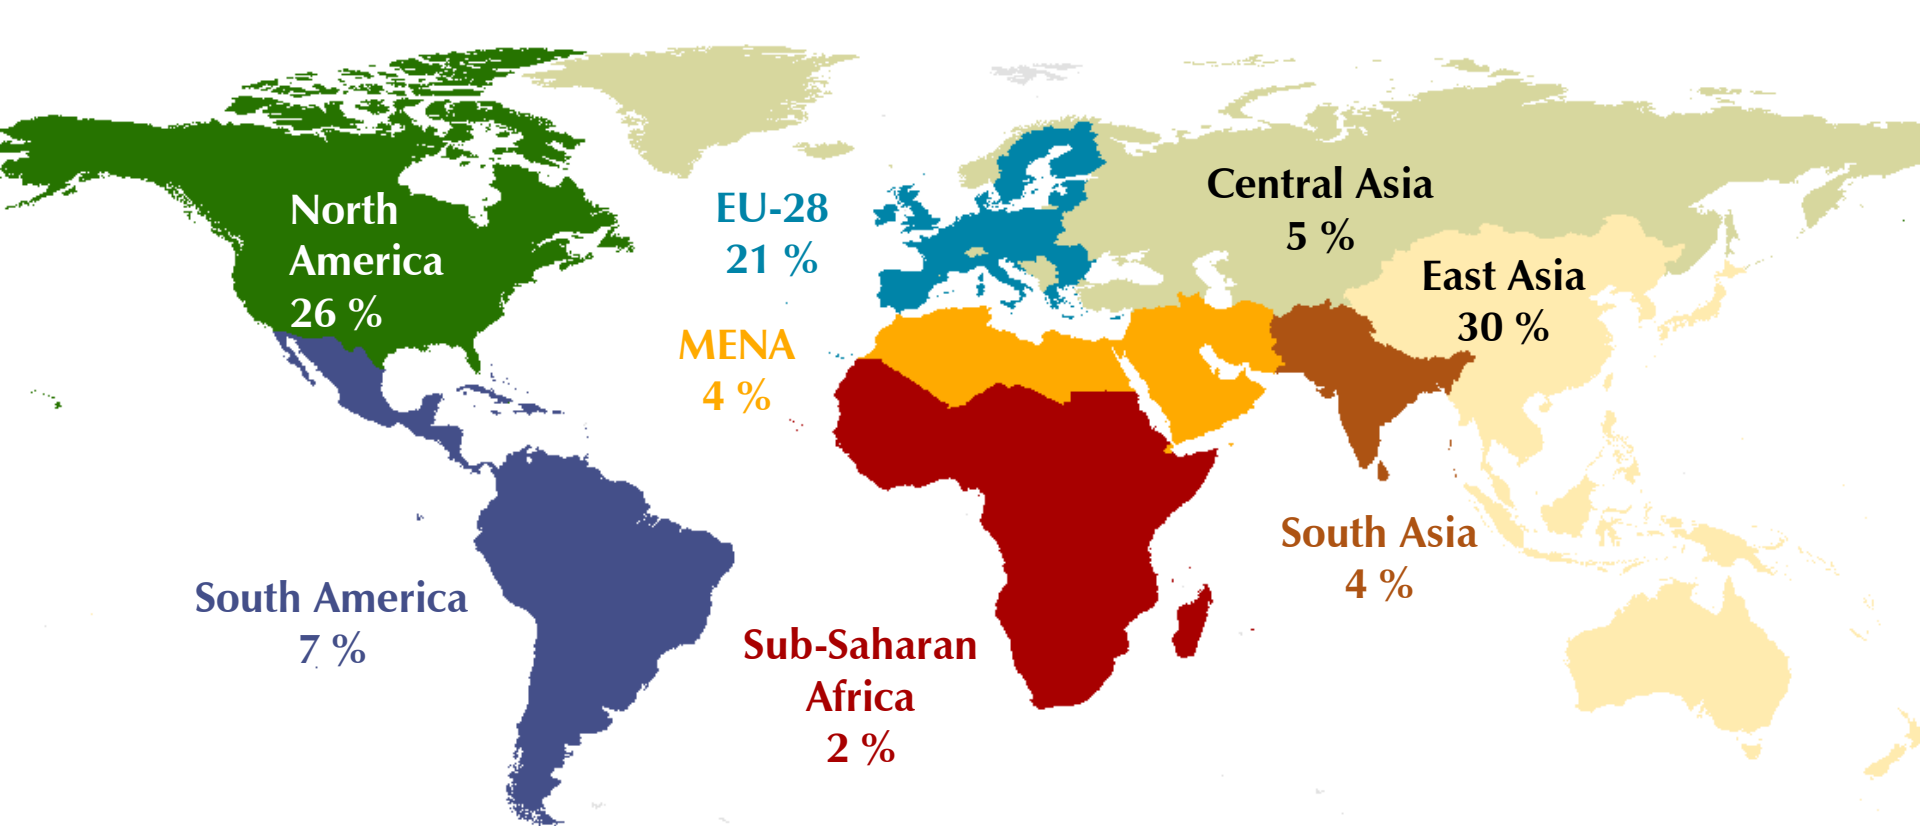 North
America
26 %
EU-28
21 %
Central Asia
5 %
East Asia
30 %
MENA
4 %
South Asia
4 %
South America
7 %
Sub-Saharan
Africa
2 %